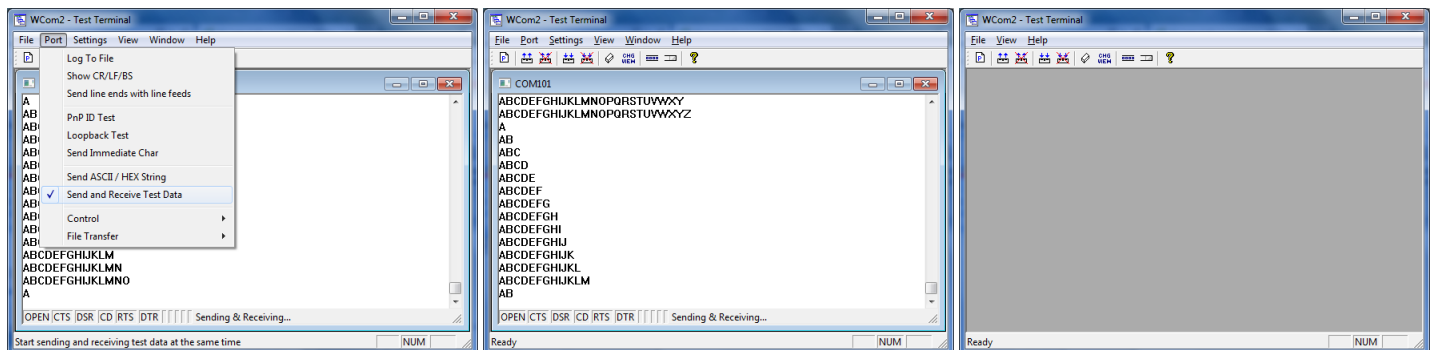 WCom2 - Test Terminal
File Port Settings View Window Help
Log To File
Show CR/LF/BS
Send line ends with line feeds
PnP ID Test
Loopback Test
Send Immediate Char
Send ASCII / HEX String
Send and Receive Test Data
Control
File Transfer
A
AB
ABCDEFGHIJKLM
ABCDEFGHIJKLMN
ABCDEFGHIJKLMNO
A
OPEN CTS DSR CD RTS DTR Sending & Receiving...
Start sending and receiving test data at the same time NUM
WCom2 - Test Terminal
File Port Settings View Window Help
CHG VIEW
COM101
ABCDEFGHIJKLMNOPQRSTUVWXY
ABCDEFGHIJKLMNOPQRSTUVWXYZ
A
AB
ABC
ABCD
ABCDE
ABCDEF
ABCDEFG
ABCDEFGH
ABCDEFGHI
ABCDEFGHIJ
ABCDEFGHIJK
ABCDEFGHIJKL
ABCDEFGHIJKLM
AB
OPEN CTS DSR CD RTS DTR Sending & Receiving...
Ready NUM
WCom2 - Test Terminal
File View Help
CHG VIEW
Ready NUM